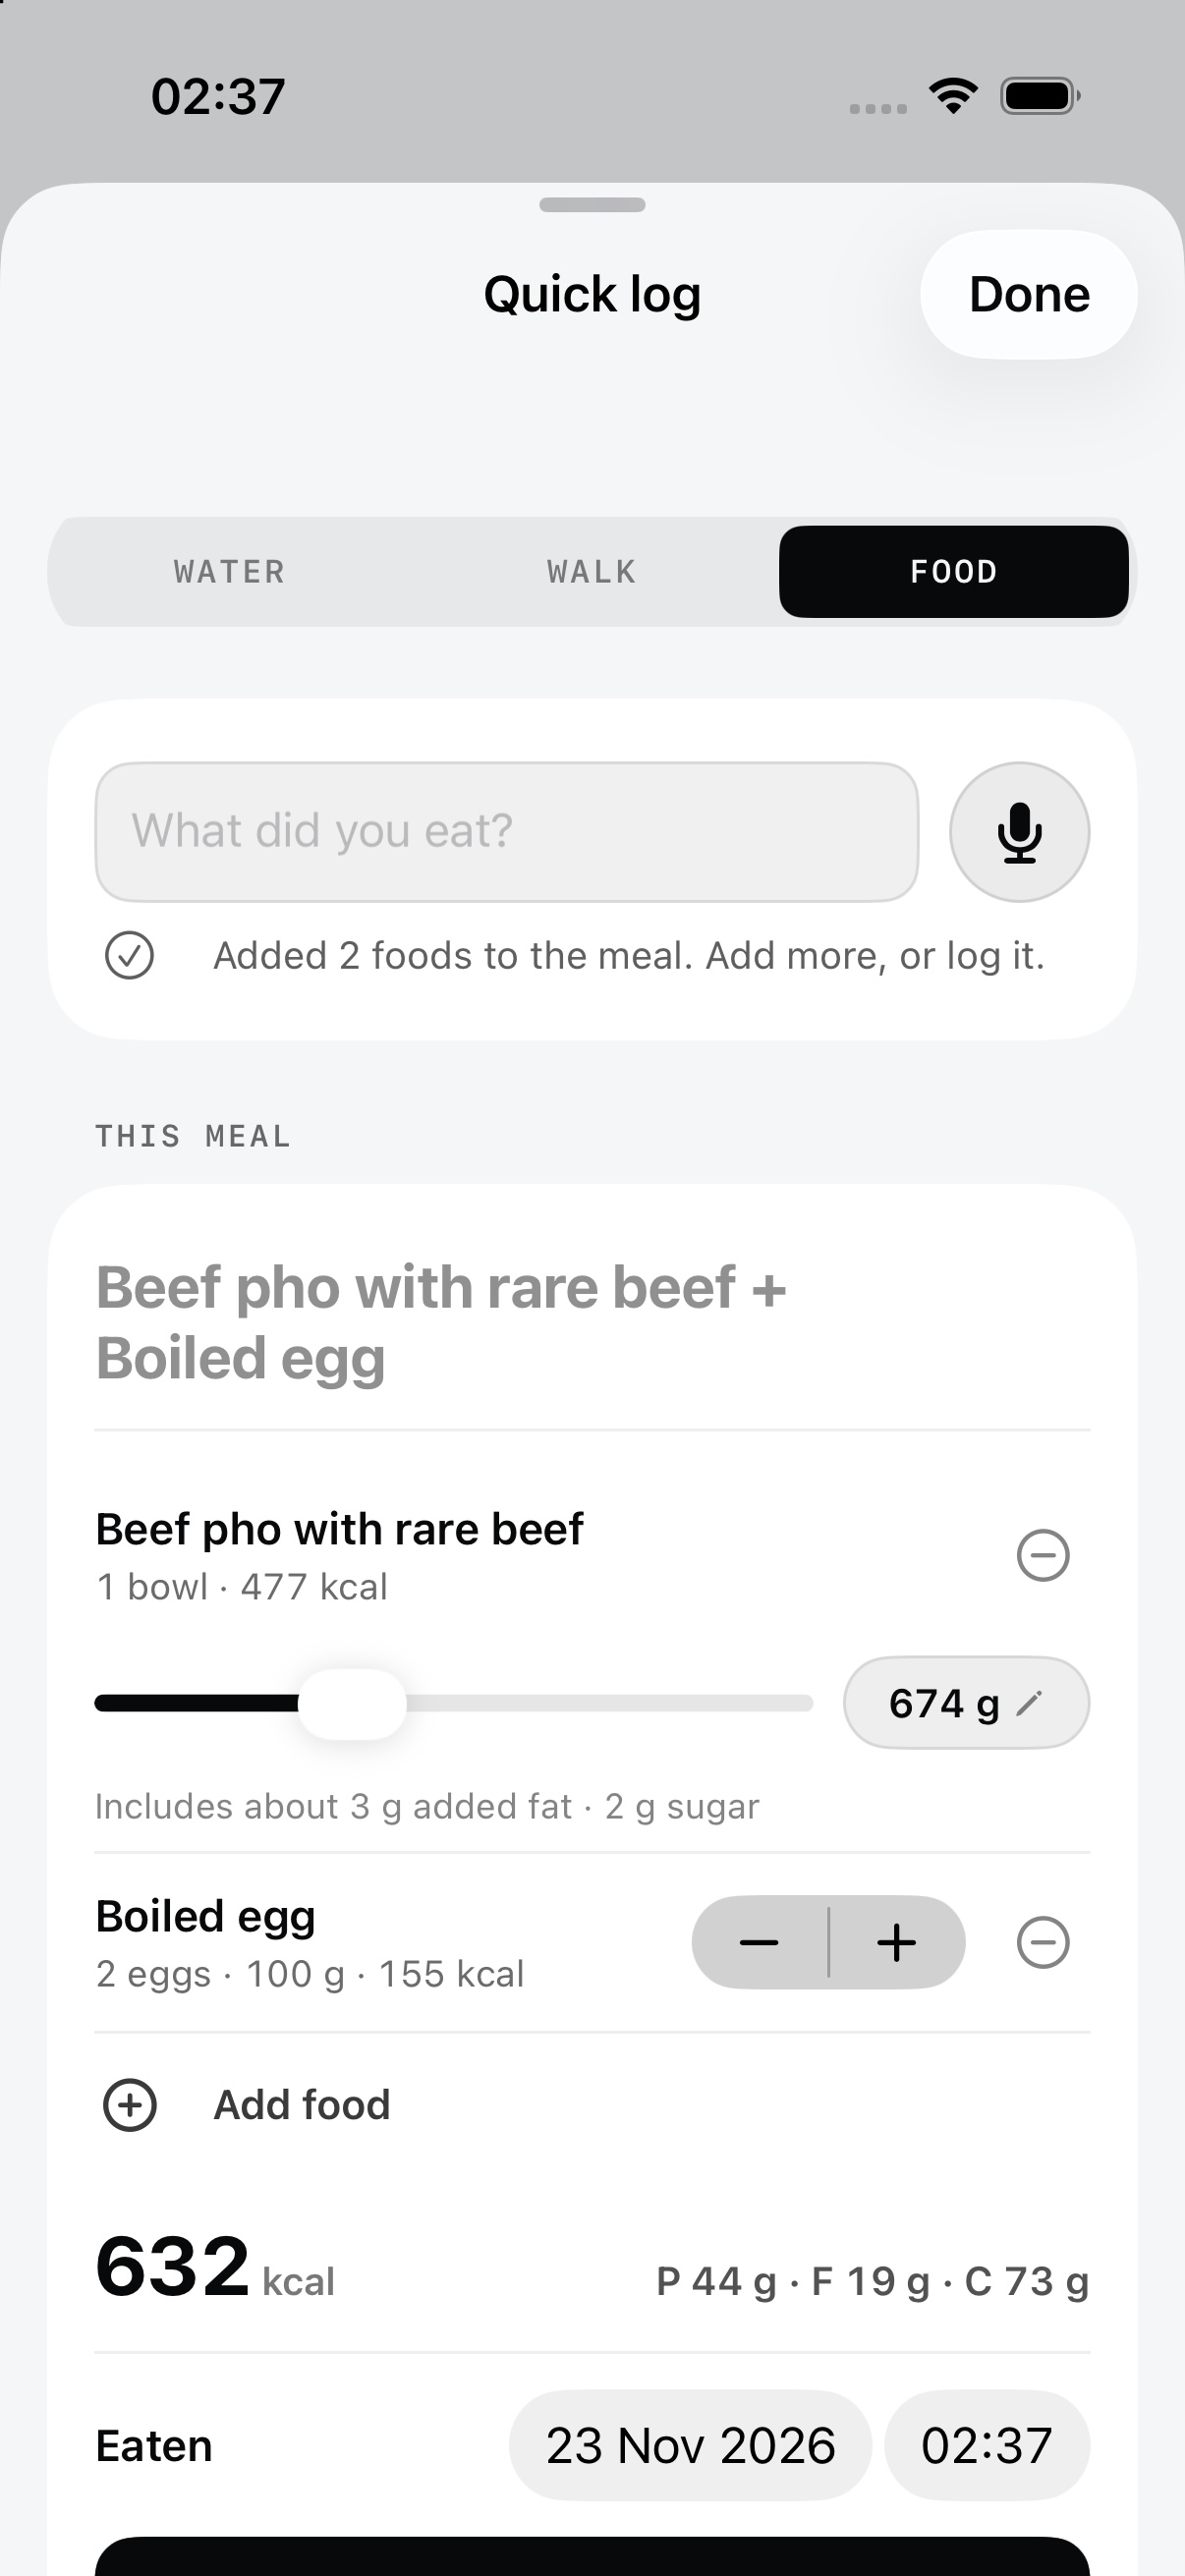 02:37
Quick log
Done
WATER
WALK
FOOD
What did you eat?
Added 2 foods to the meal. Add more, or log it.
THIS MEAL
Beef pho with rare beef +
Boiled egg
Beef pho with rare beef
1 bowl · 477 kcal
674 g
Includes about 3 g added fat · 2 g sugar
Boiled egg
2 eggs · 100 g · 155 kcal
Add food
632 kcal
P 44 g · F 19 g · C 73 g
Eaten
23 Nov 2026
02:37